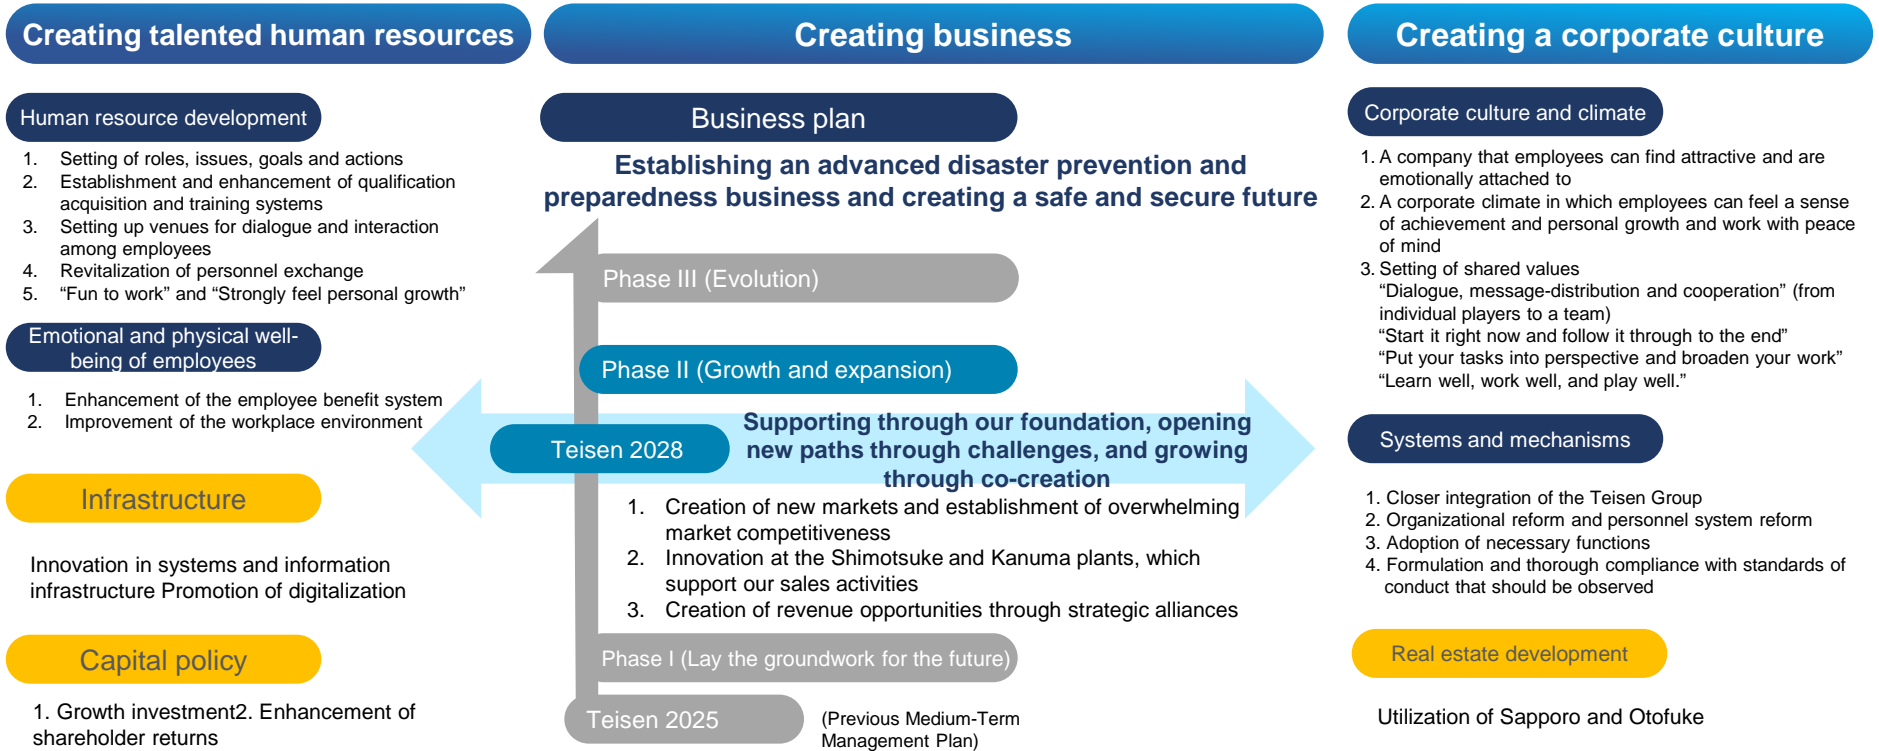 Creating talented human resources
Human resource development
1. Setting of roles, issues, goals and actions
2. Establishment and enhancement of qualification
acquisition and training systems
3. Setting up venues for dialogue and interaction
among employees
4. Revitalization of personnel exchange
5. “Fun to work” and “Strongly feel personal growth”
Emotional and physical well-
being of employees
1. Enhancement of the employee benefit system
2. Improvement of the workplace environment
Infrastructure
Innovation in systems and information
infrastructure Promotion of digitalization
Capital policy
1. Growth investment2. Enhancement of
shareholder returns
Creating business
Business plan
Establishing an advanced disaster prevention and
preparedness business and creating a safe and secure future
Phase III (Evolution)
Phase II (Growth and expansion)
Teisen 2028
Supporting through our foundation, opening
new paths through challenges, and growing
through co-creation
1. Creation of new markets and establishment of overwhelming
market competitiveness
2. Innovation at the Shimotsuke and Kanuma plants, which
support our sales activities
3. Creation of revenue opportunities through strategic alliances
Phase I (Lay the groundwork for the future)
Teisen 2025
(Previous Medium-Term
Management Plan)
Creating a corporate culture
Corporate culture and climate
1. A company that employees can find attractive and are
emotionally attached to
2. A corporate climate in which employees can feel a sense
of achievement and personal growth and work with peace
of mind
3. Setting of shared values
“Dialogue, message-distribution and cooperation” (from
individual players to a team)
“Start it right now and follow it through to the end”
“Put your tasks into perspective and broaden your work”
“Learn well, work well, and play well.”
Systems and mechanisms
1. Closer integration of the Teisen Group
2. Organizational reform and personnel system reform
3. Adoption of necessary functions
4. Formulation and thorough compliance with standards of
conduct that should be observed
Real estate development
Utilization of Sapporo and Otofuke